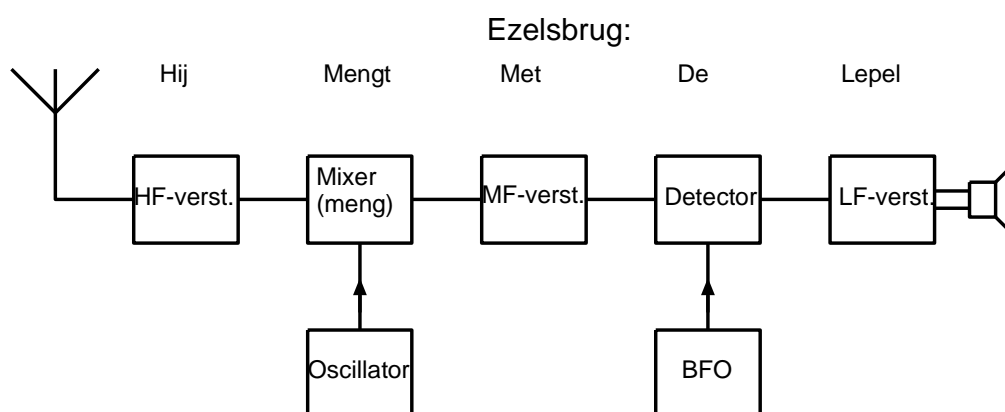 Ezelsbrug:
Hij Mengt Met De Lepel
HF-verst.
Mixer
(meng)
MF-verst.
Detector
LF-verst.
Oscillator
BFO